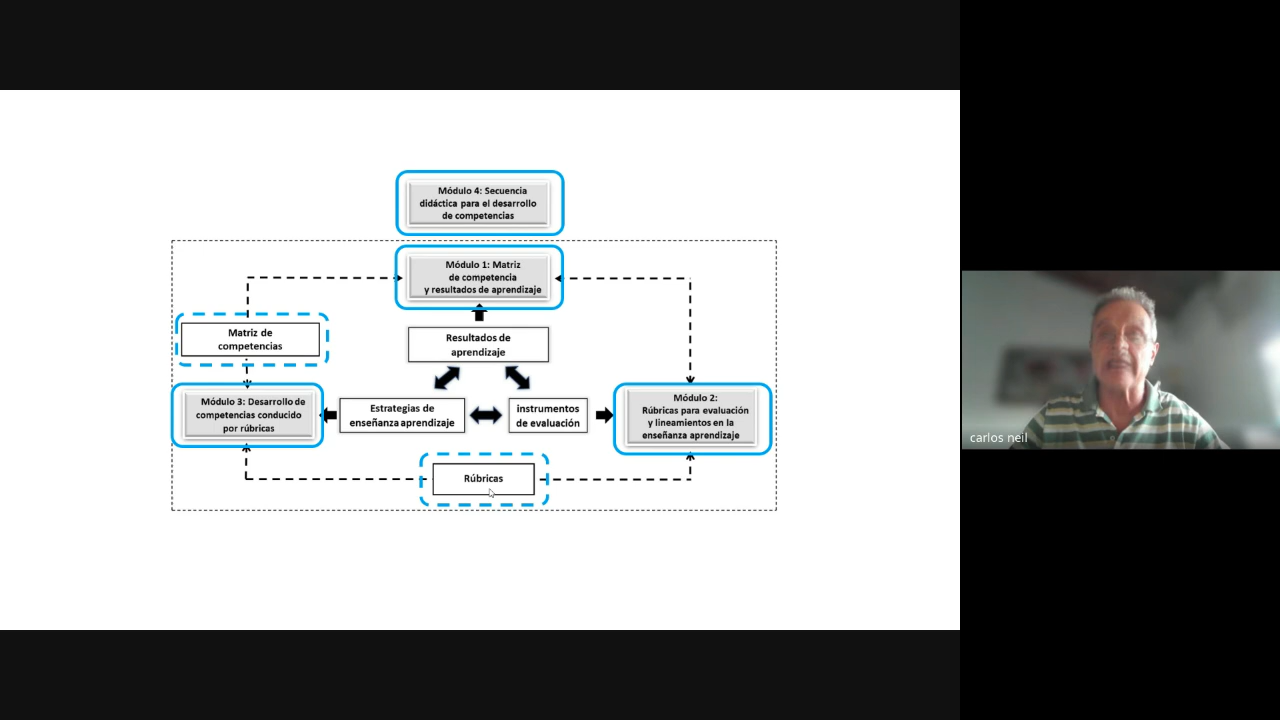 Módulo 4: Secuencia
didáctica para el desarrollo
de competencias
Módulo 1: Matriz
de competencia
y resultados de aprendizaje
Matriz de
competencias
Resultados de
aprendizaje
Módulo 3: Desarrollo de
competencias conducido
por rúbricas
Estrategias de
enseñanza aprendizaje
instrumentos
de evaluación
Módulo 2:
Rúbricas para evaluación
y lineamientos en la
enseñanza aprendizaje
Rúbricas
carlos neil